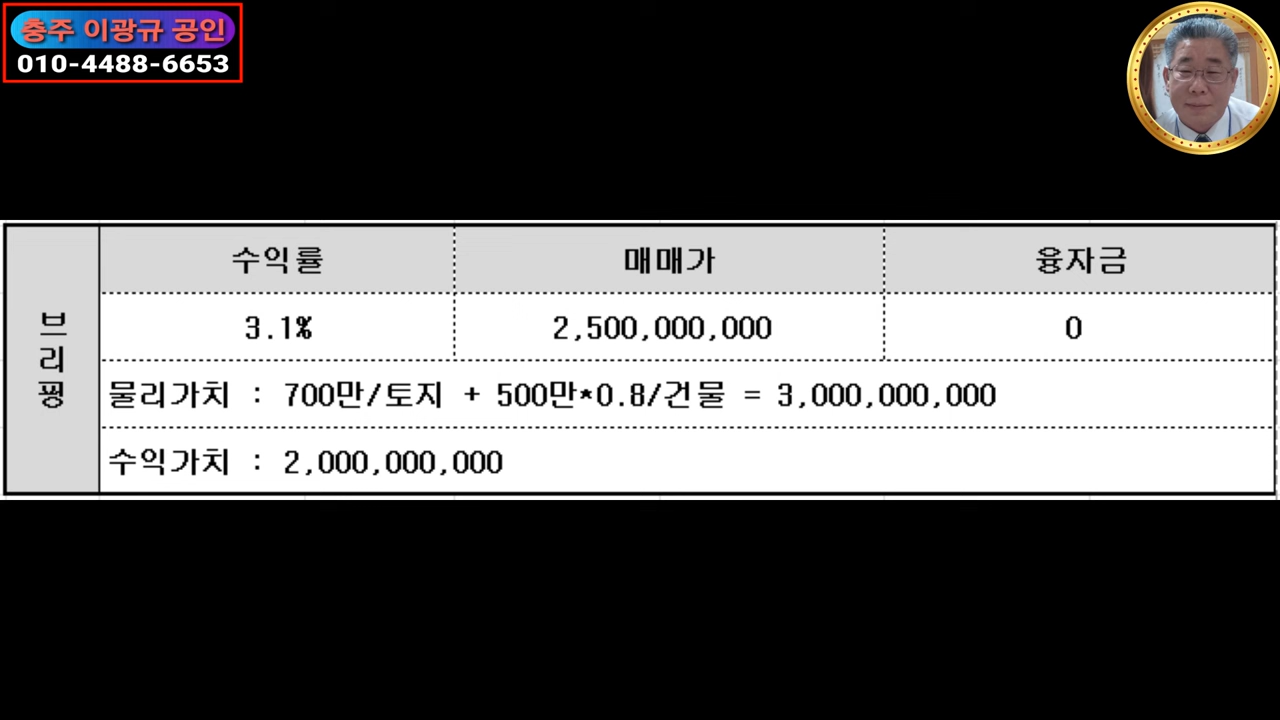 충주 이광규 공인
010-4488-6653
브리핑
수익률 매매가 융자금
3.1% 2,500,000,000 0
물리가치 : 700만/토지 + 500만*0.8/건물 = 3,000,000,000
수익가치 : 2,000,000,000